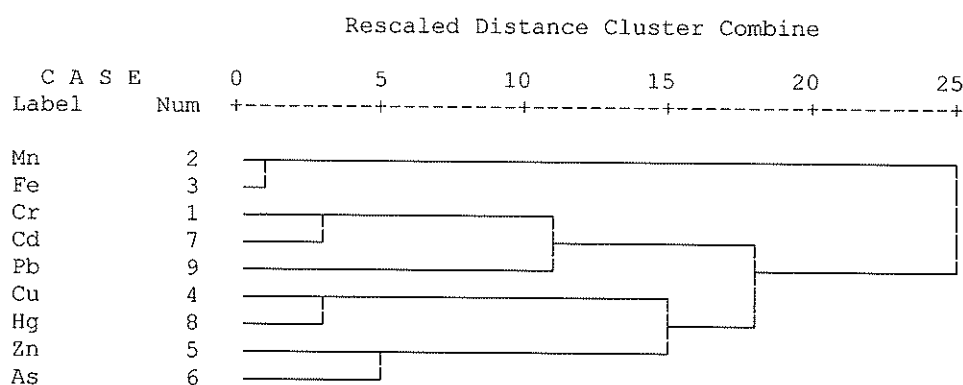 Rescaled Distance Cluster Combine
C A S E 0 5 10 15 20 25
Label Num +---------+---------+---------+---------+---------+
Mn 2
Fe 3
Cr 1
Cd 7
Pb 9
Cu 4
Hg 8
Zn 5
As 6